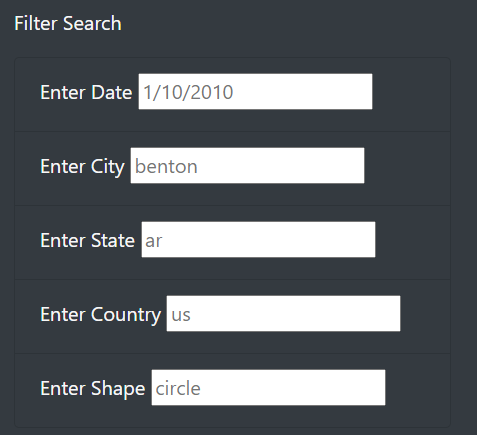 Filter Search
Enter Date 1/10/2010
Enter City benton
Enter State ar
Enter Country us
Enter Shape circle